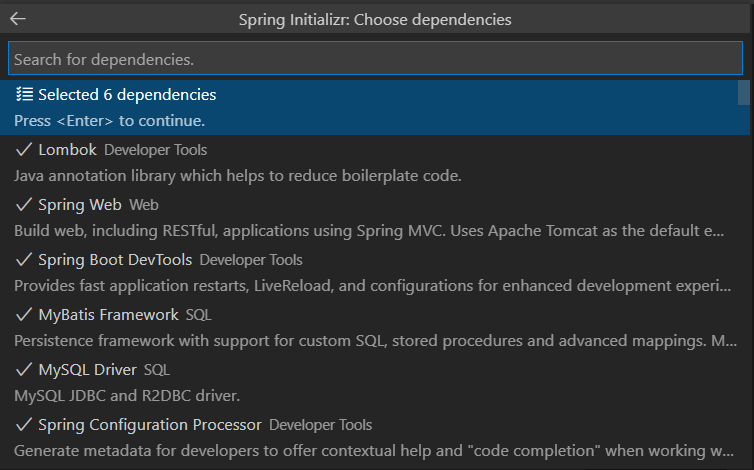 Spring Initializr: Choose dependencies
Search for dependencies.
Selected 6 dependencies
Press <Enter> to continue.
Lombok Developer Tools
Java annotation library which helps to reduce boilerplate code.
Spring Web Web
Build web, including RESTful, applications using Spring MVC. Uses Apache Tomcat as the default e...
Spring Boot DevTools Developer Tools
Provides fast application restarts, LiveReload, and configurations for enhanced development experi...
MyBatis Framework SQL
Persistence framework with support for custom SQL, stored procedures and advanced mappings. M...
MySQL Driver SQL
MySQL JDBC and R2DBC driver.
Spring Configuration Processor Developer Tools
Generate metadata for developers to offer contextual help and "code completion" when working w...